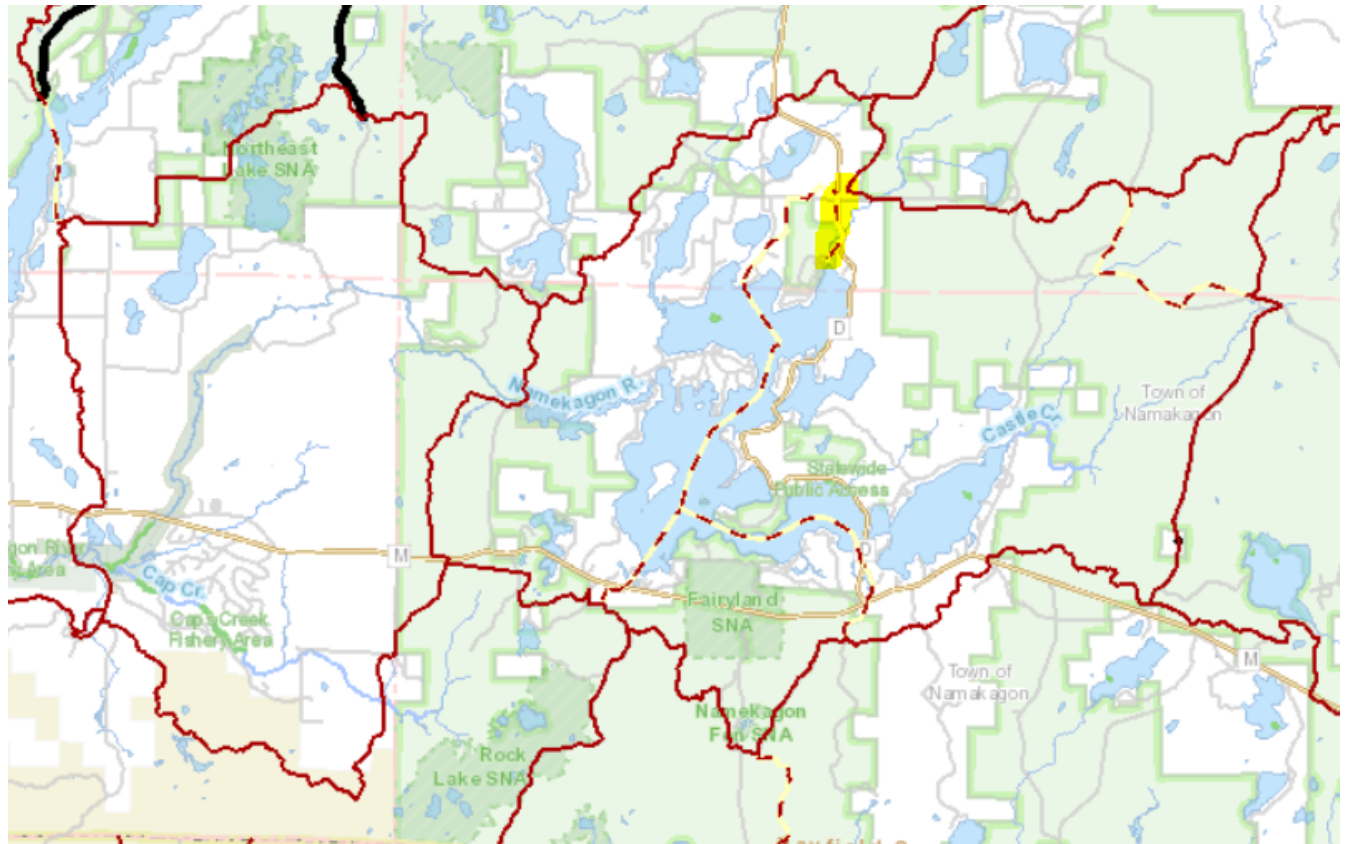 Northeast
Lake SNA
D
Namekagon R.
Town of
Namakagon
Castle Cr.
Statewide
Public Access
M
Cap Cr.
Cap Creek
Fishery Area
Fairyland
SNA
Town of
Namakagon
M
Namekagon
Fen SNA
Rock
Lake SNA